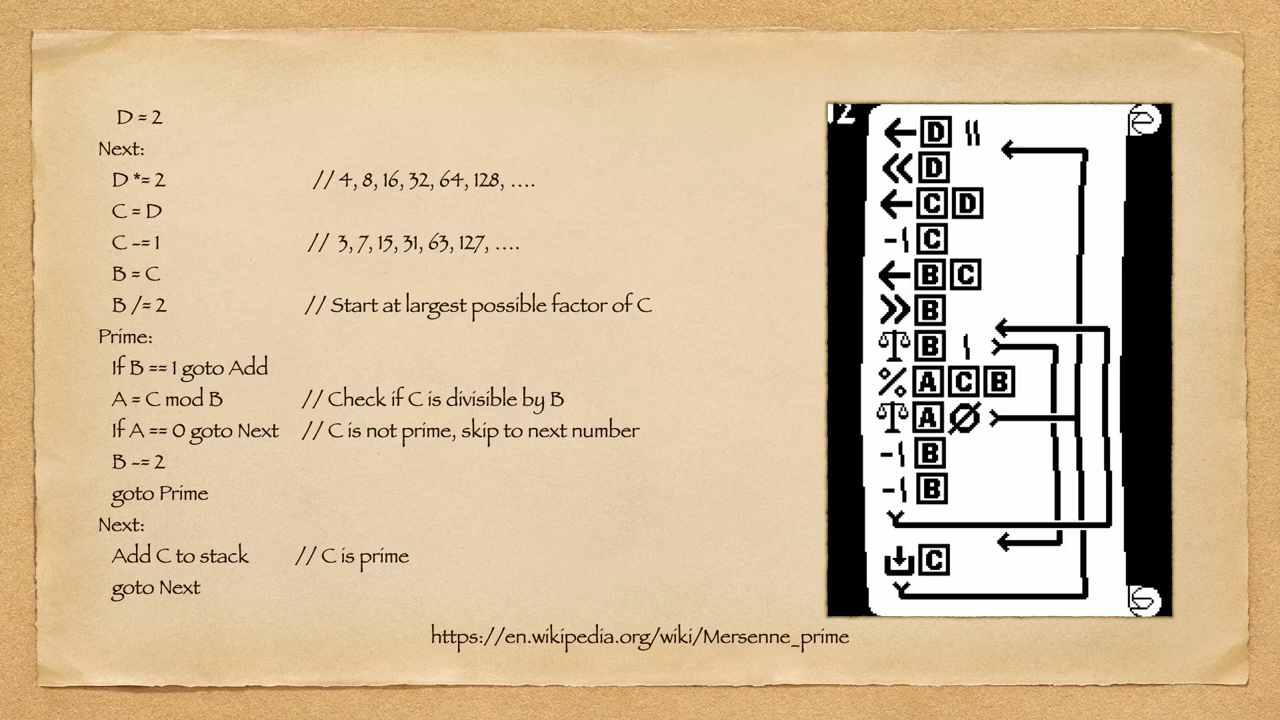 D = 2
Next:
D *= 2 // 4, 8, 16, 32, 64, 128, ….
C = D
C -= 1 // 3, 7, 15, 31, 63, 127, ….
B = C
B /= 2 // Start at largest possible factor of C
Prime:
If B == 1 goto Add
A = C mod B // Check if C is divisible by B
If A == 0 goto Next // C is not prime, skip to next number
B -= 2
goto Prime
Next:
Add C to stack // C is prime
goto Next
12
← D
« D
← C D
C
← B C
» B
B
% A C B
A Ø
B
B
C
https://en.wikipedia.org/wiki/Mersenne_prime